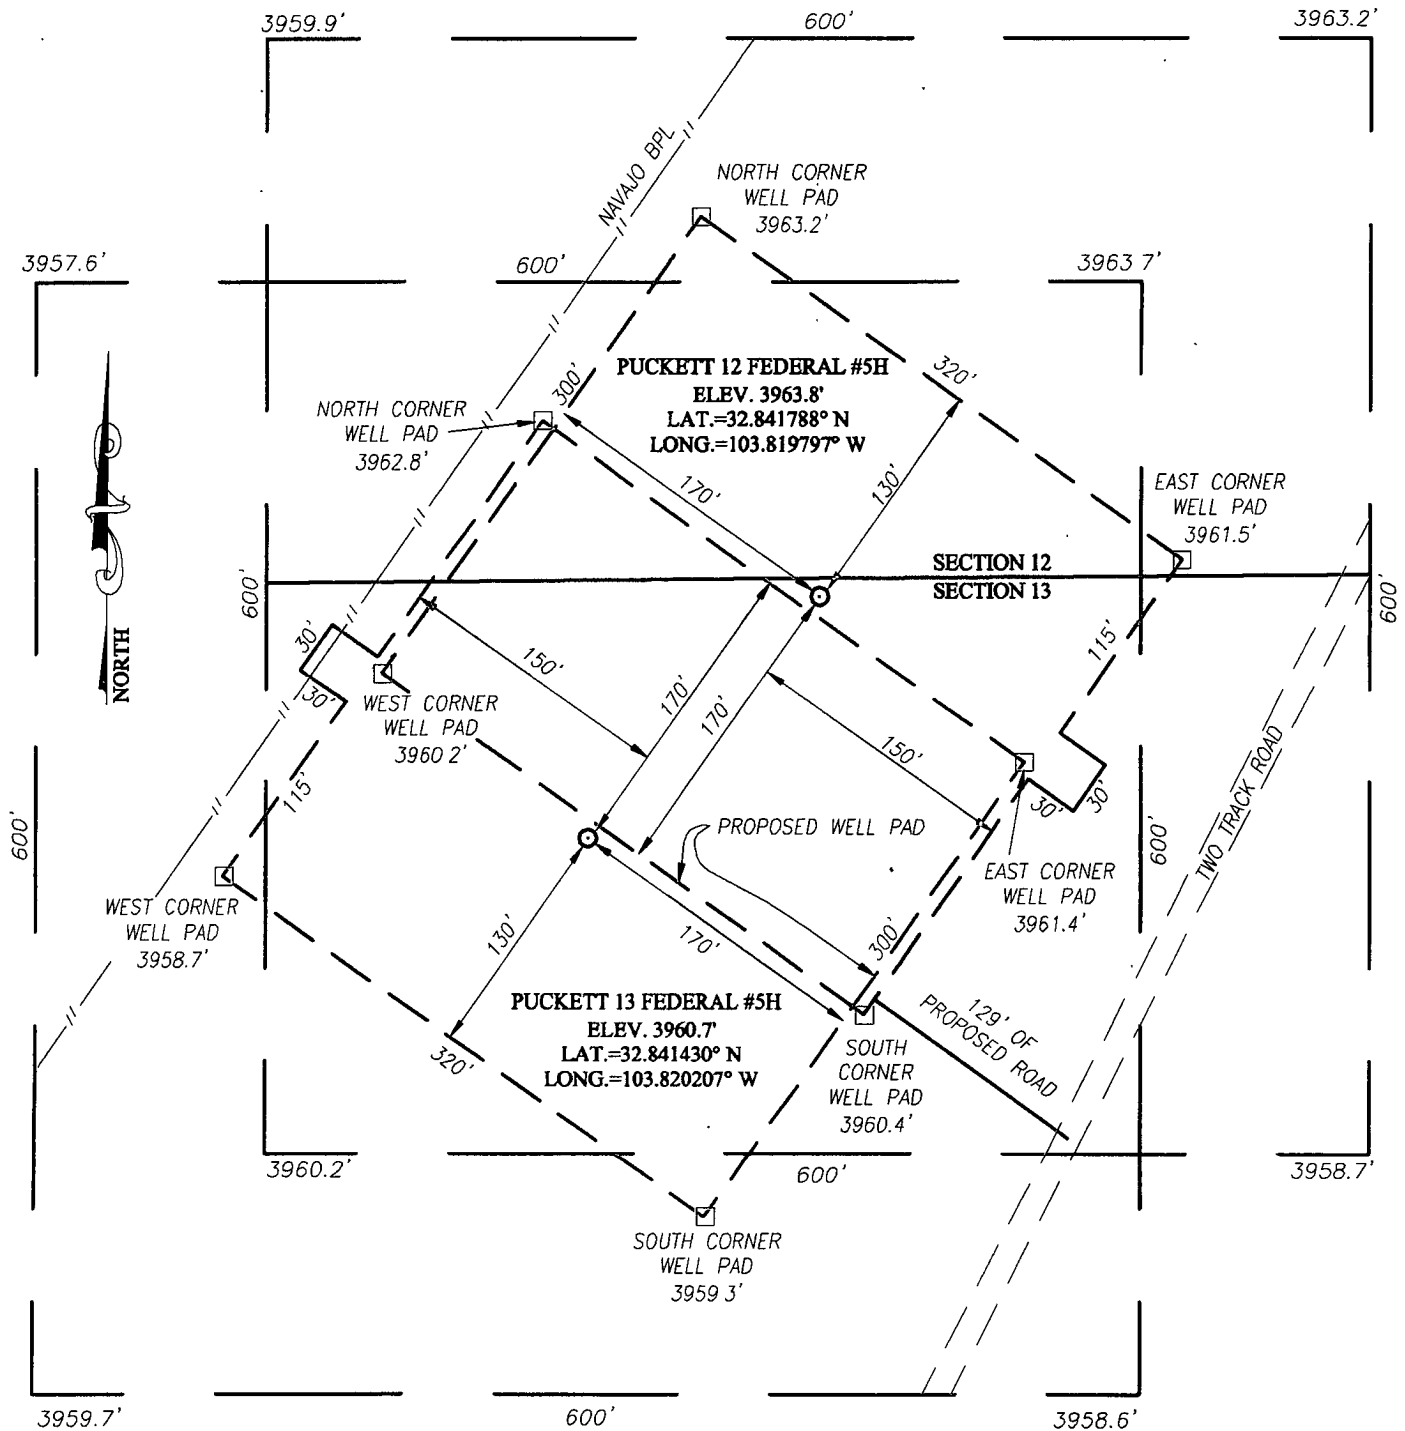 3959.9'
600'
3963.2'
NAVAJO BPL
NORTH CORNER
WELL PAD
3963.2'
3957.6'
600'
3963 7'
PUCKETT 12 FEDERAL #5H
ELEV. 3963.8'
LAT.=32.841788° N
LONG.=103.819797° W
320'
300'
NORTH CORNER
WELL PAD
3962.8'
170'
130'
EAST CORNER
WELL PAD
3961.5'
SECTION 12
SECTION 13
600'
600'
NORTH
30'
30'
150'
170'
170'
150'
115'
WEST CORNER
WELL PAD
3960 2'
30'
30'
115'
600'
600'
TWO TRACK ROAD
PROPOSED WELL PAD
EAST CORNER
WELL PAD
3961.4'
WEST CORNER
WELL PAD
3958.7'
130'
170'
300'
PUCKETT 13 FEDERAL #5H
ELEV. 3960.7'
LAT.=32.841430° N
LONG.=103.820207° W
320'
129' OF
PROPOSED ROAD
SOUTH
CORNER
WELL PAD
3960.4'
3960.2'
600'
3958.7'
SOUTH CORNER
WELL PAD
3959 3'
3959.7'
600'
3958.6'